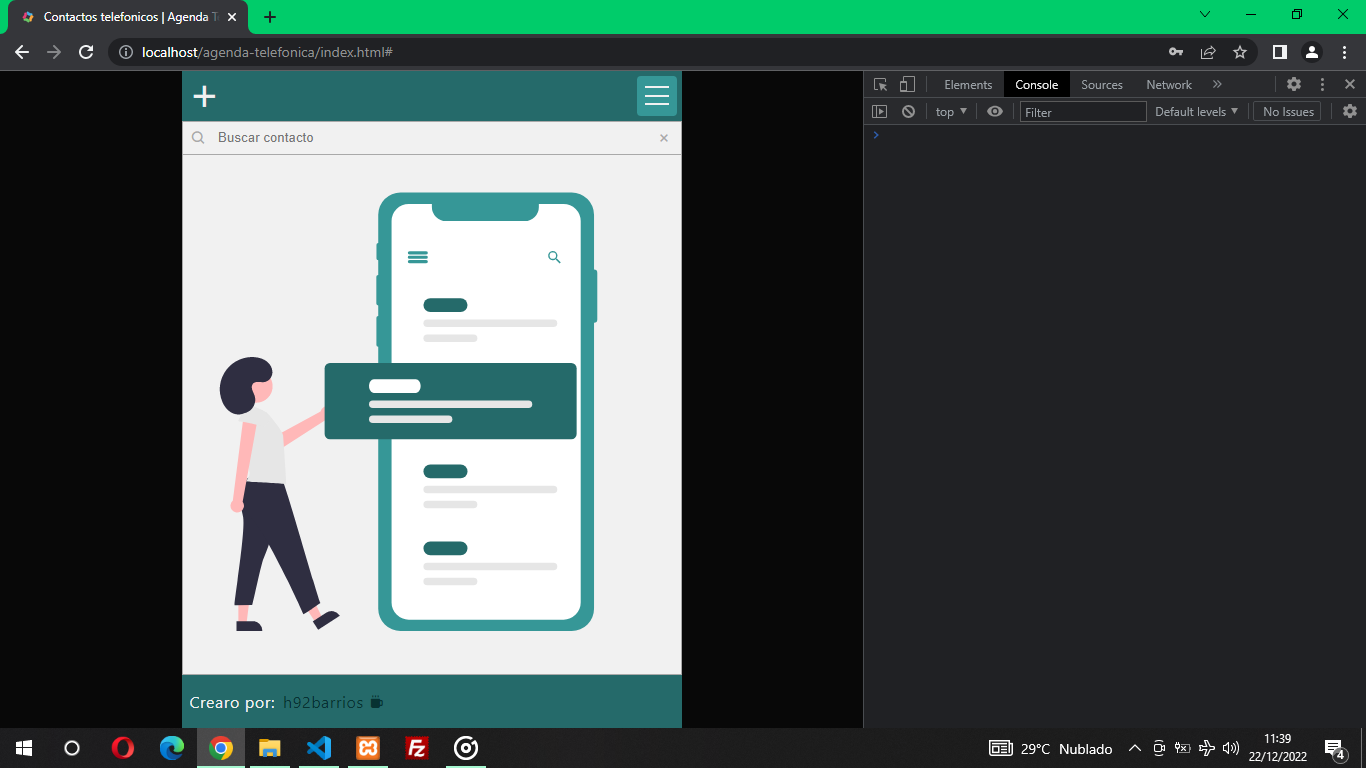 Contactos telefonicos | Agenda T
localhost/agenda-telefonica/index.html#
Elements Console Sources Network
top Filter Default levels No Issues
Buscar contacto
Crearo por: h92barrios
29°C Nublado
11:39
22/12/2022
4